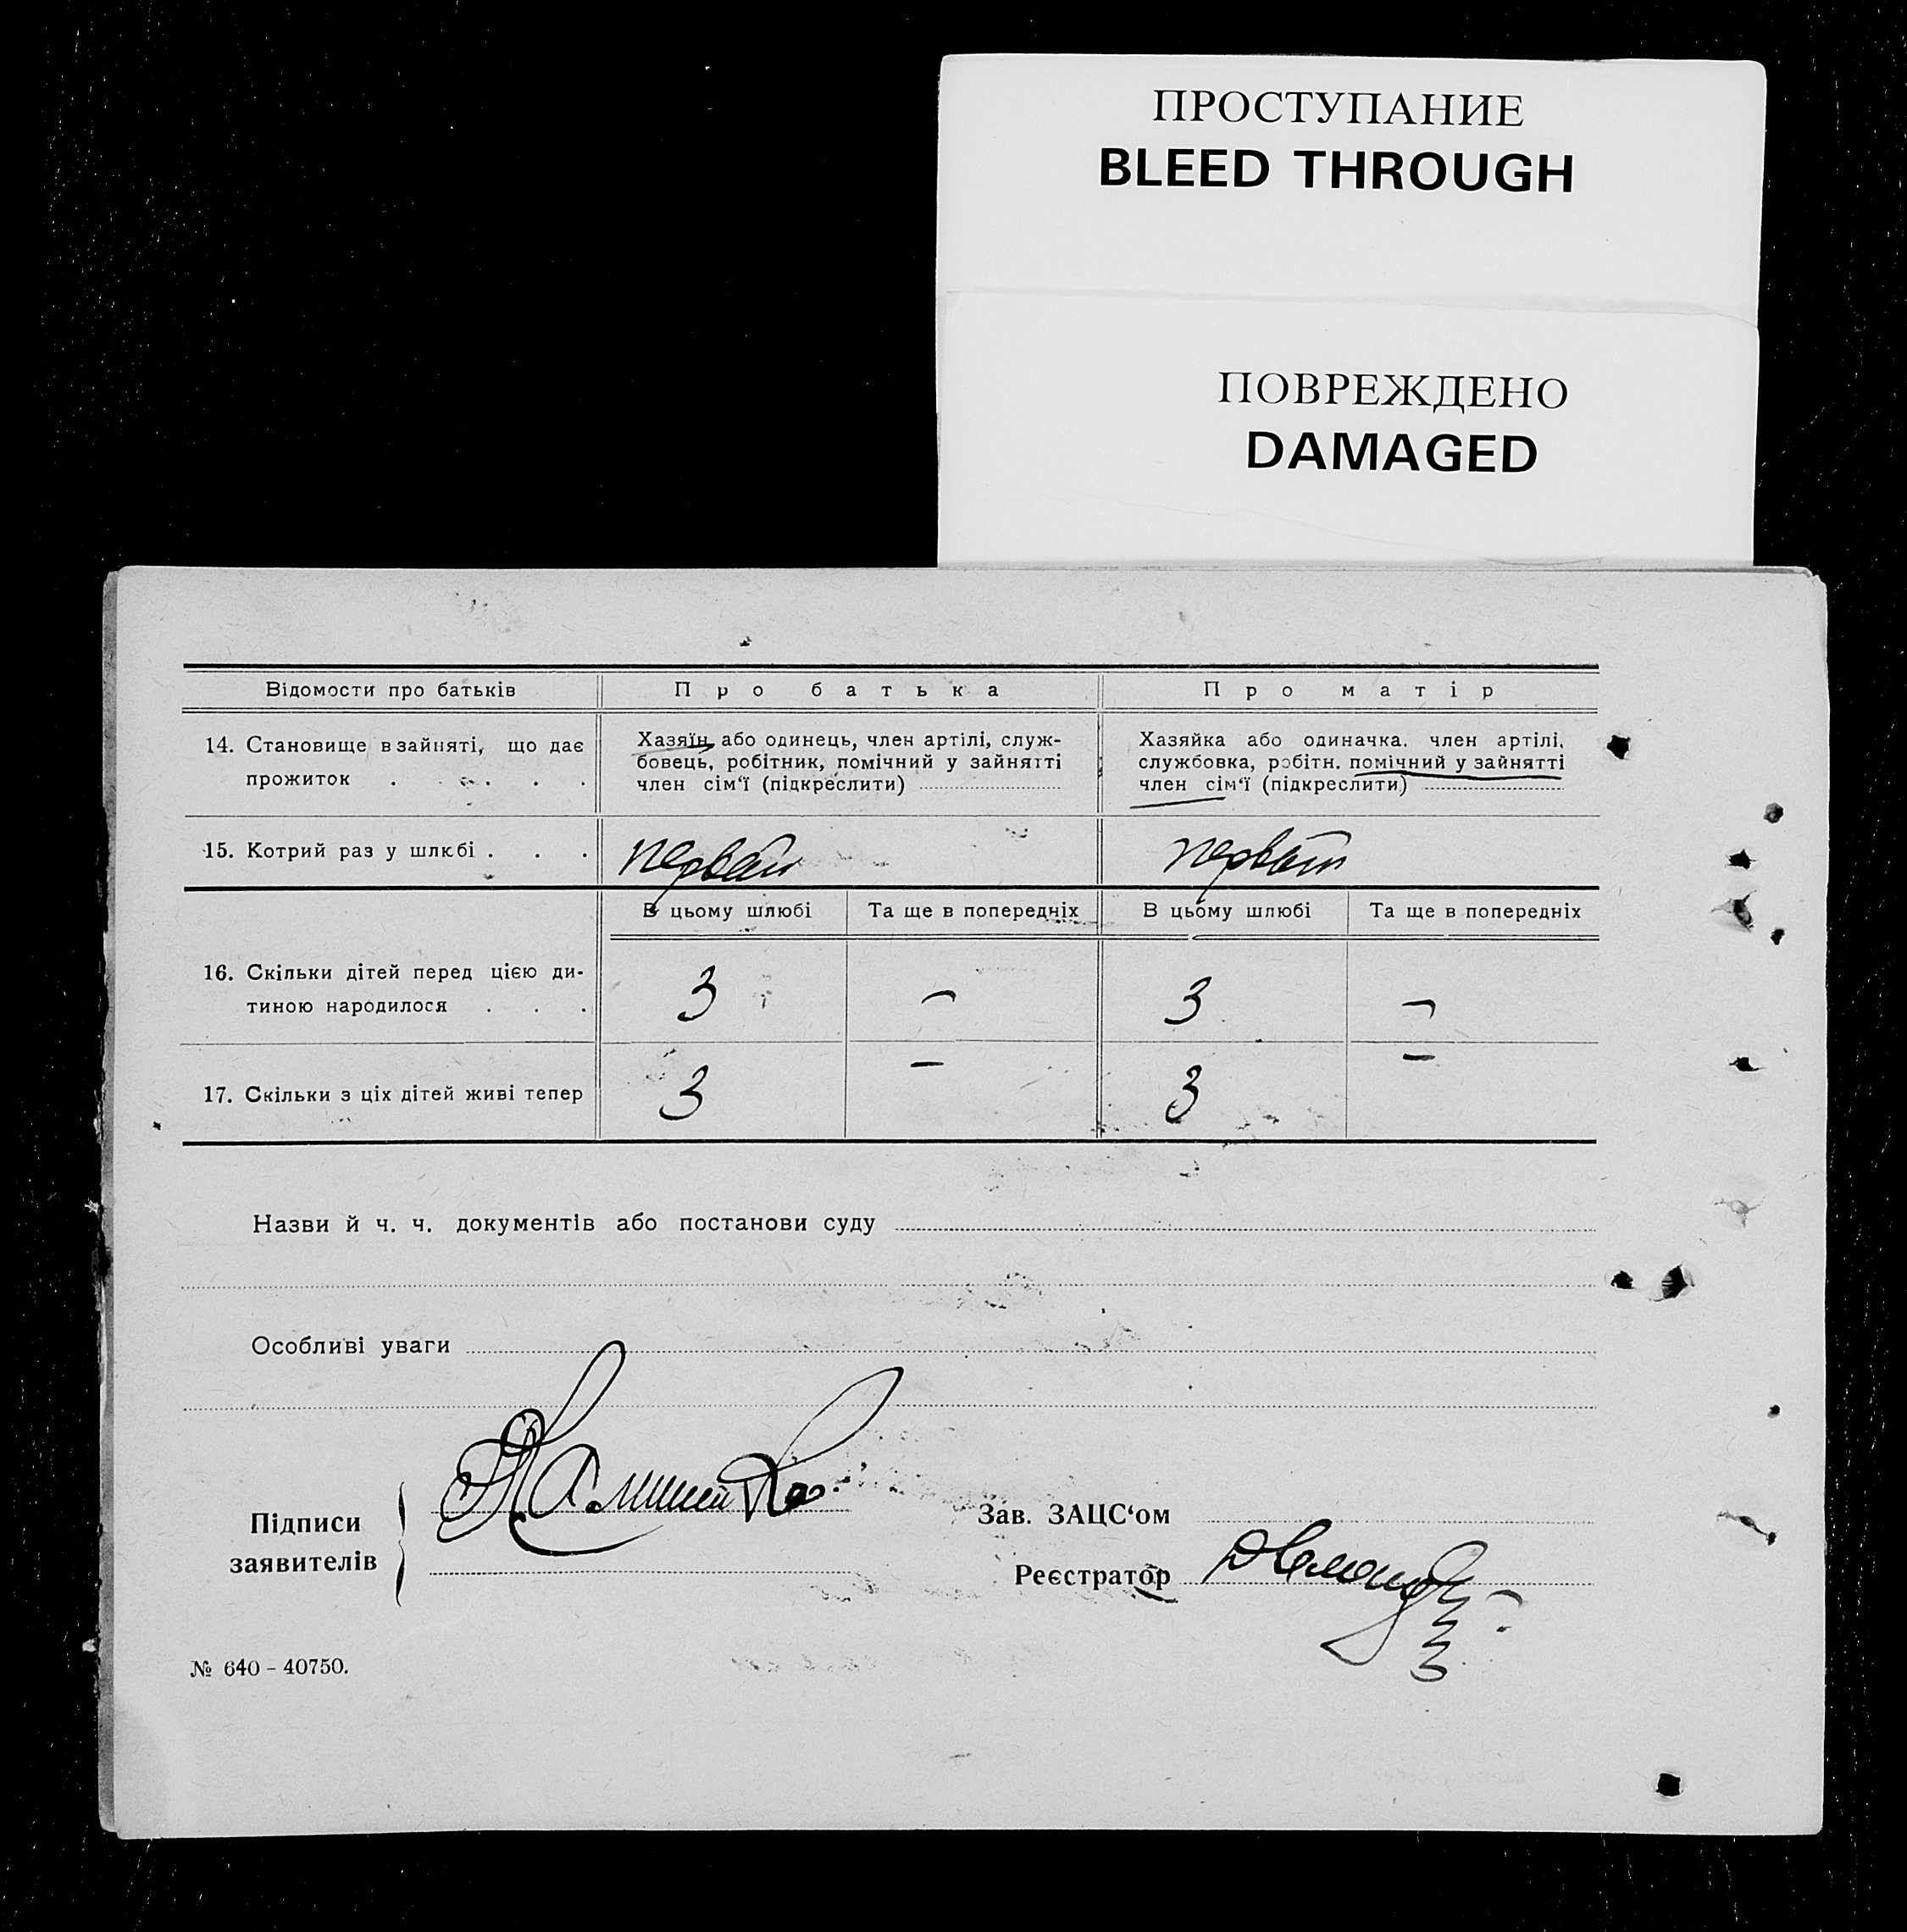 ПРОСТУПАНИЕ
BLEED THROUGH
ПОВРЕЖДЕНО
DAMAGED
Відомости про батьків Про батька Про матір
14. Становище в зайняті, що дає прожиток . . . . .
Хазяїн, або одинець, член артілі, служ-
бовець, робітник, помічний у зайнятті
член сім‘ї (підкреслити)
Хазяйка або одиначка. член артілі,
службовка, робітн. помічний у зайнятті
член сім‘ї (підкреслити)
15. Котрий раз у шлюбі . . . первый первый
В цьому шлюбі Та ще в попередніх В цьому шлюбі Та ще в попередніх
16. Скільки дітей перед цією ди-
тиною народилося . . . 3 — 3 —
17. Скільки з ціх дітей живі тепер 3 — 3 —
Назви й ч. ч. документів або постанови суду
Особливі уваги
Підписи
заявителів
Зав. ЗАЦС‘ом
Реєстратор
№ 640 - 40750.